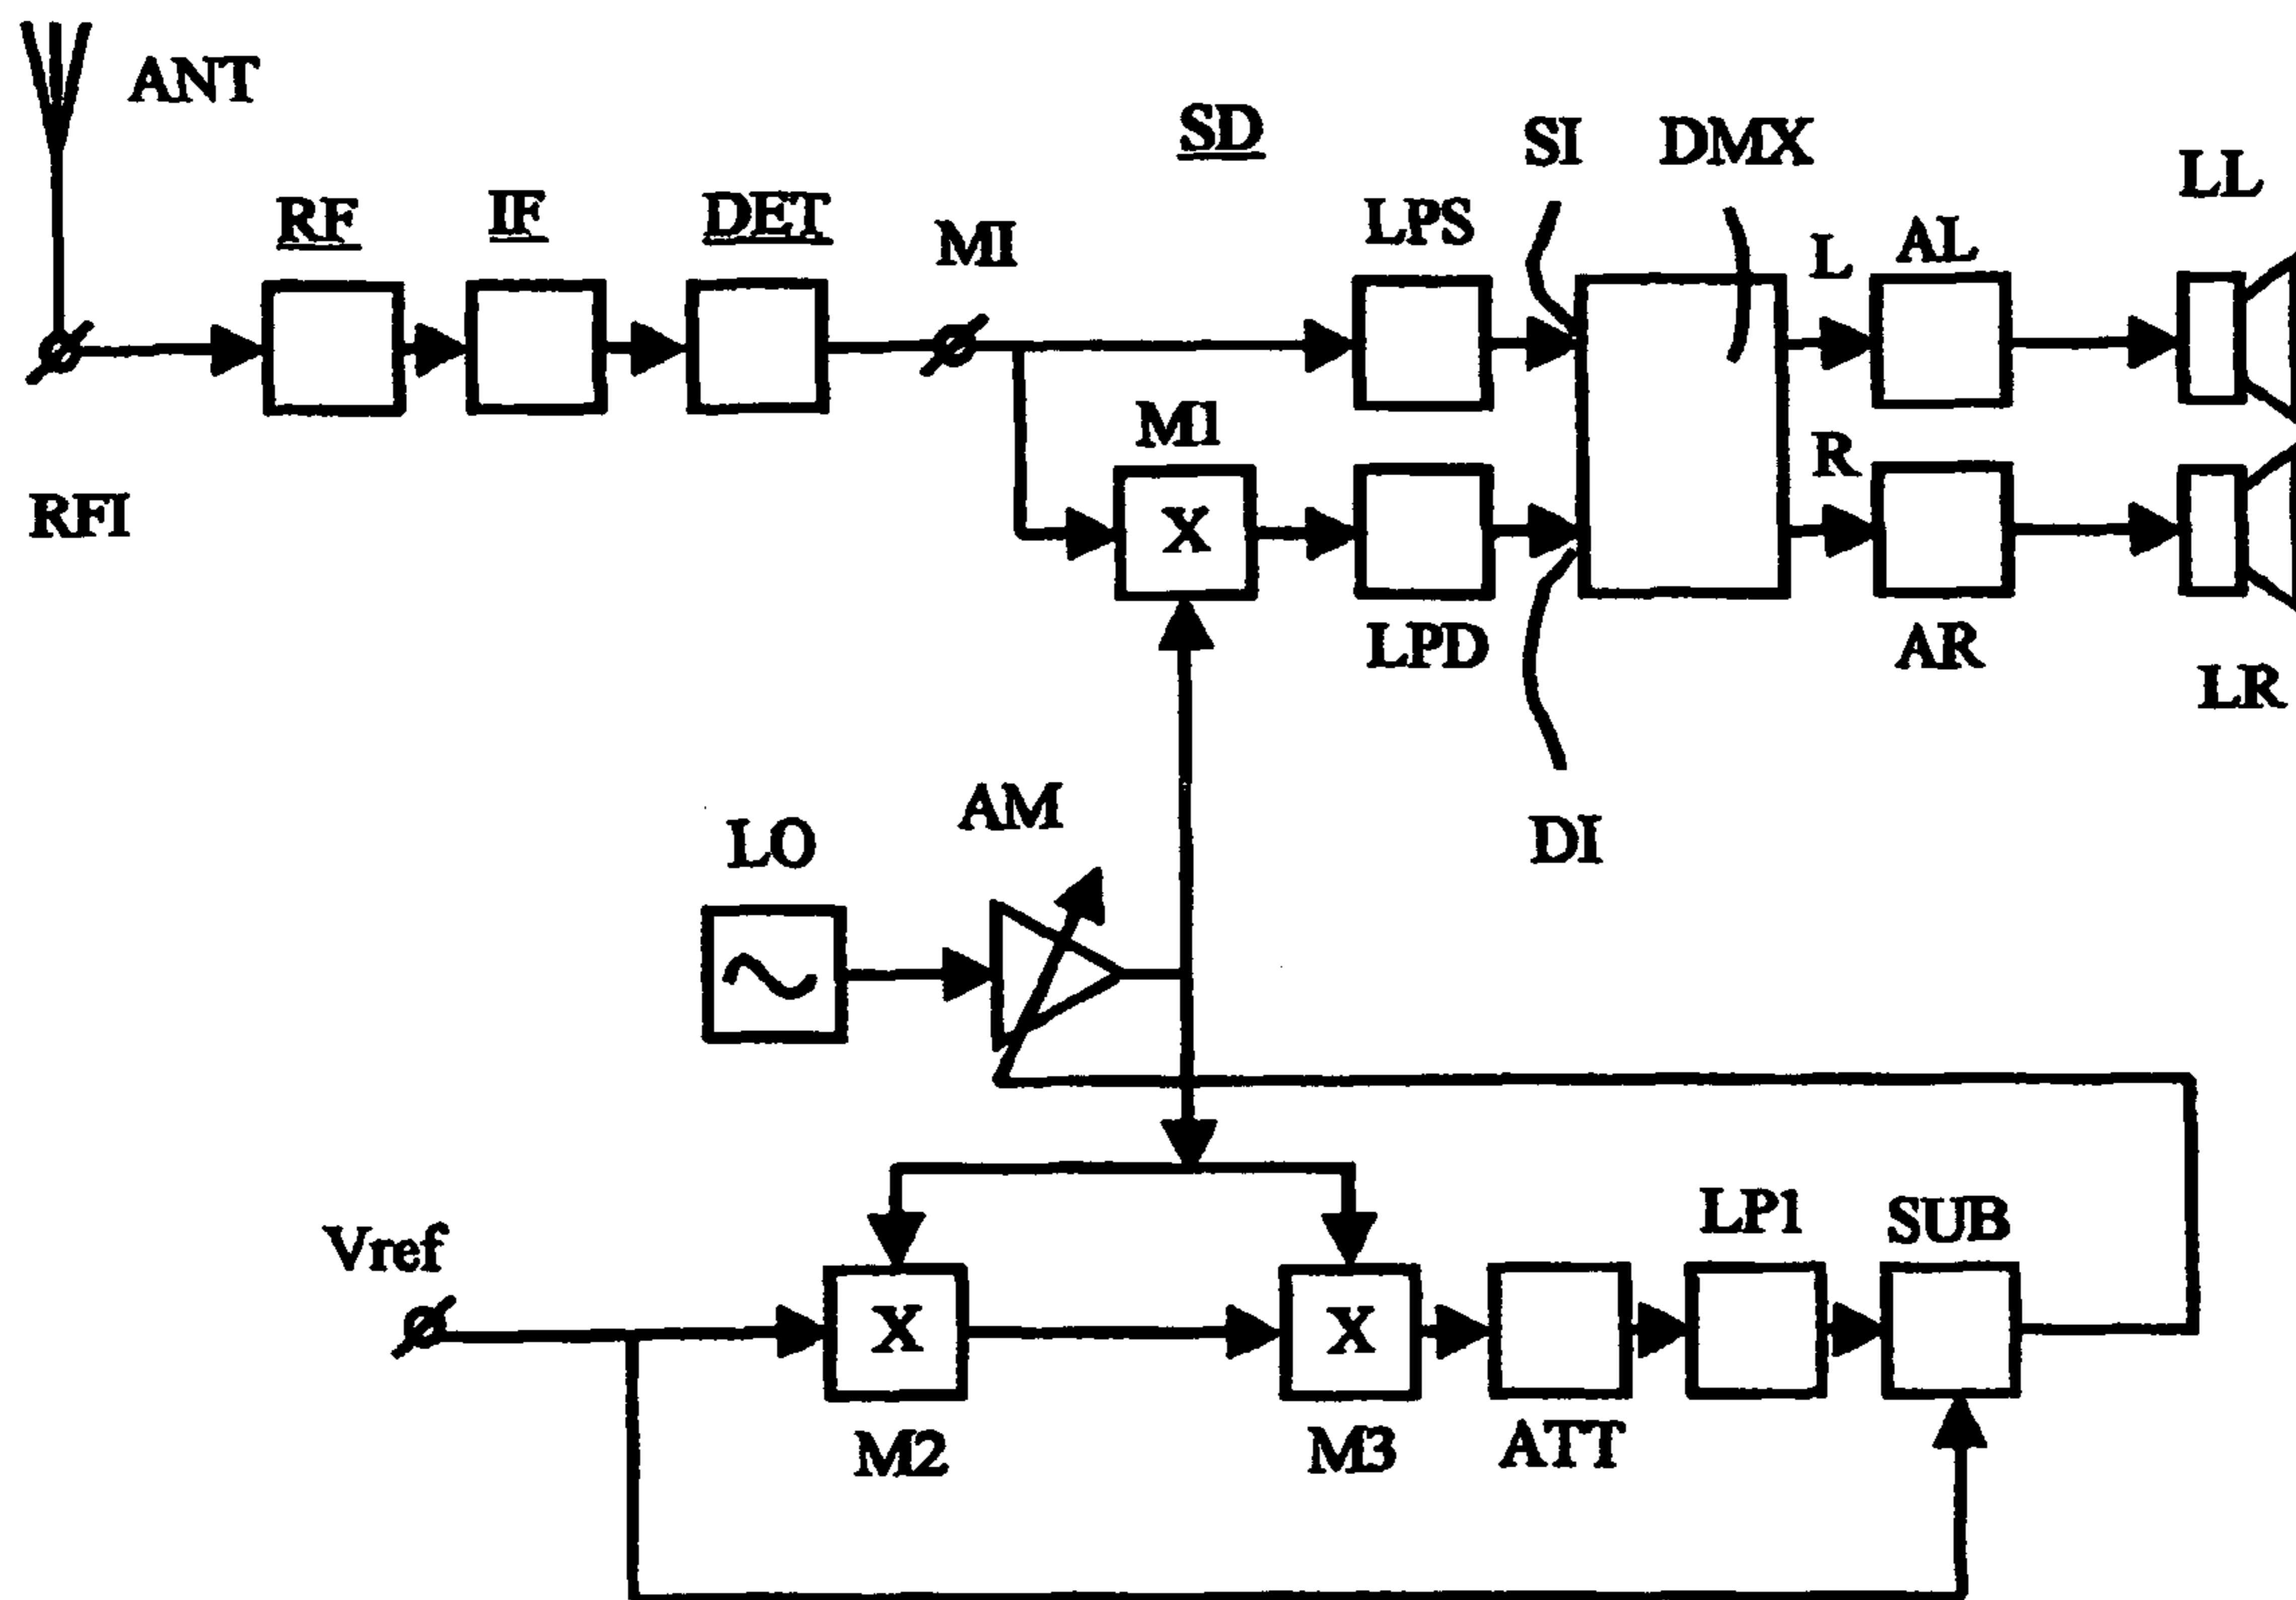 ANT
SD
SI
DMX
LL
RF
IF
DET
MI
LPS
L
AL
M1
R
RFI
X
LPD
AR
LR
AM
LO
DI
LP1
SUB
Vref
X
X
M2
M3
ATT